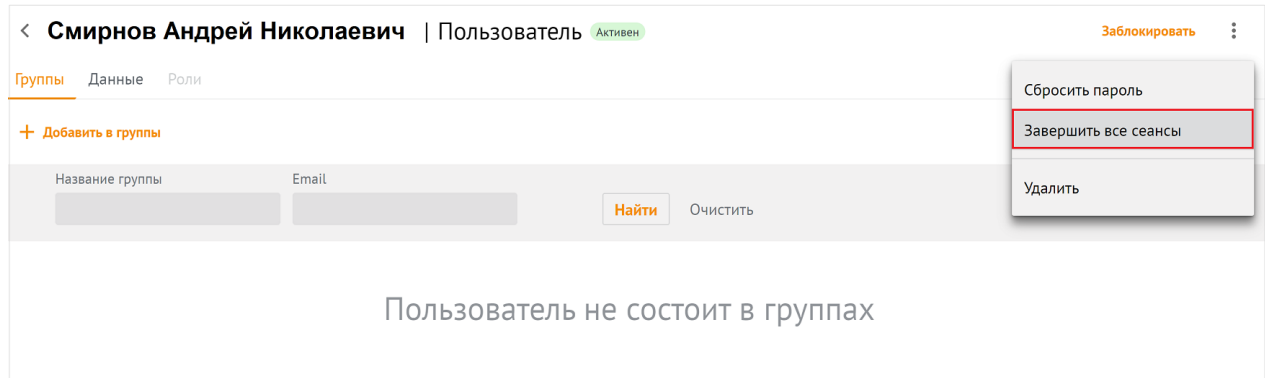 Смирнов Андрей Николаевич | Пользователь Активен Заблокировать
Группы Данные Роли
Сбросить пароль
Завершить все сеансы
Удалить
+ Добавить в группы
Название группы Email
Найти Очистить
Пользователь не состоит в группах